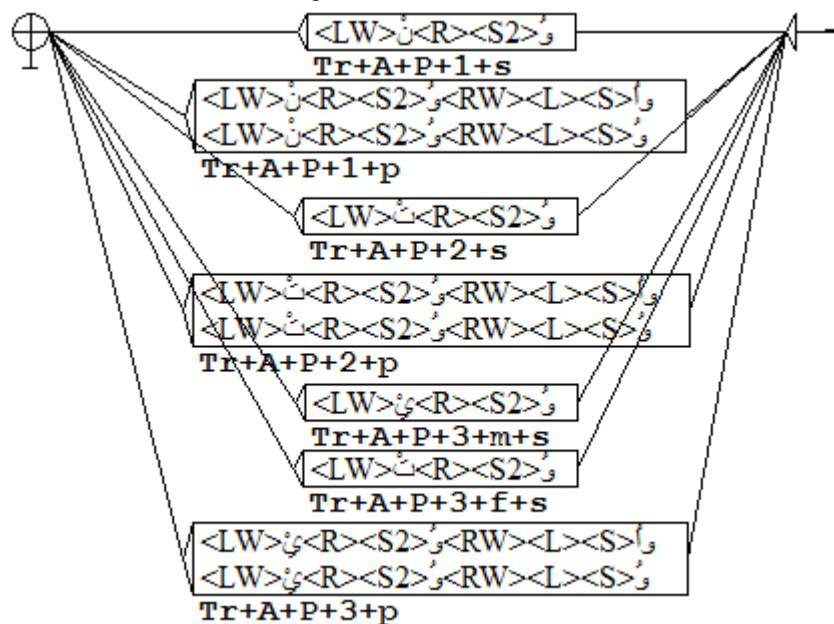 <LW>نْ<R><S2>وُ
Tr+A+P+1+s
<LW>نْ<R><S2>وُ<RW><L><S>وأ
<LW>نْ<R><S2>وُ<RW><L><S>وُ
Tr+A+P+1+p
<LW>تْ<R><S2>وُ
Tr+A+P+2+s
<LW>تْ<R><S2>وُ<RW><L><S>وأ
<LW>تْ<R><S2>وُ<RW><L><S>وُ
Tr+A+P+2+p
<LW>يْ<R><S2>وُ
Tr+A+P+3+m+s
<LW>تْ<R><S2>وُ
Tr+A+P+3+f+s
<LW>يْ<R><S2>وُ<RW><L><S>وأ
<LW>يْ<R><S2>وُ<RW><L><S>وُ
Tr+A+P+3+p